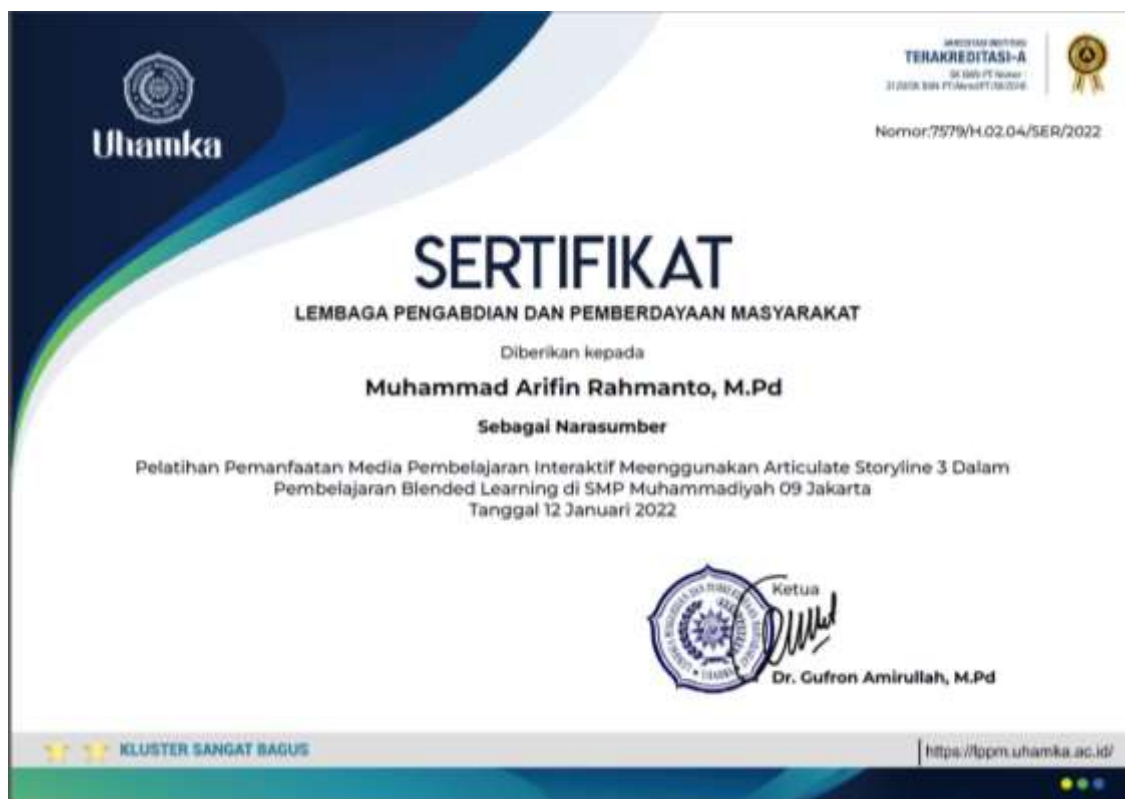 Uhamka
TERAKREDITASI-A
Nomor:7579/H.02.04/SER/2022
SERTIFIKAT
LEMBAGA PENGABDIAN DAN PEMBERDAYAAN MASYARAKAT
Diberikan kepada
Muhammad Arifin Rahmanto, M.Pd
Sebagai Narasumber
Pelatihan Pemanfaatan Media Pembelajaran Interaktif Meenggunakan Articulate Storyline 3 Dalam
Pembelajaran Blended Learning di SMP Muhammadiyah 09 Jakarta
Tanggal 12 Januari 2022
Ketua
Dr. Gufron Amirullah, M.Pd
KLUSTER SANGAT BAGUS
https://lppm.uhamka.ac.id/